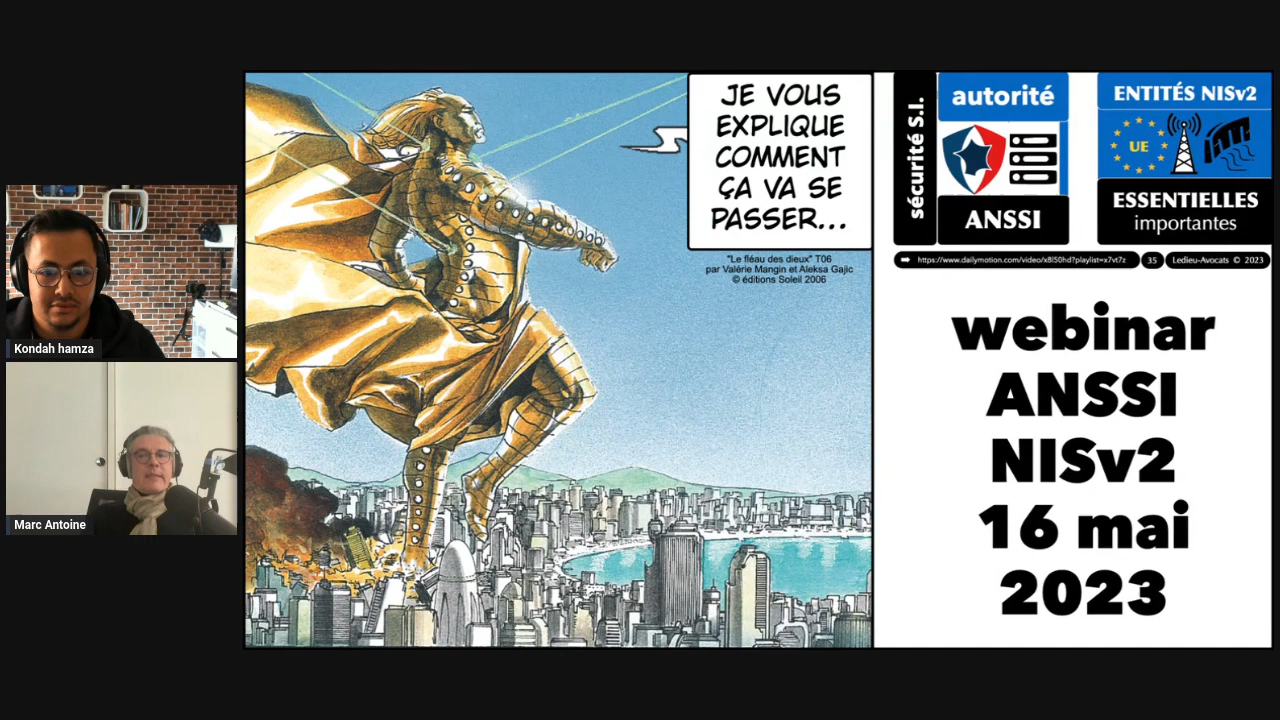 Kondah hamza
Marc Antoine
JE VOUS
EXPLIQUE
COMMENT
ÇA VA SE
PASSER...
"Le fléau des dieux" T06
par Valérie Mangin et Aleksa Gajic
© éditions Soleil 2006
sécurité S.I.
autorité
ANSSI
ENTITÉS NISv2
UE
ESSENTIELLES
importantes
https://www.dailymotion.com/video/x8l50hd?playlist=x7vt7z
35
Ledieu-Avocats © 2023
webinar
ANSSI
NISv2
16 mai
2023